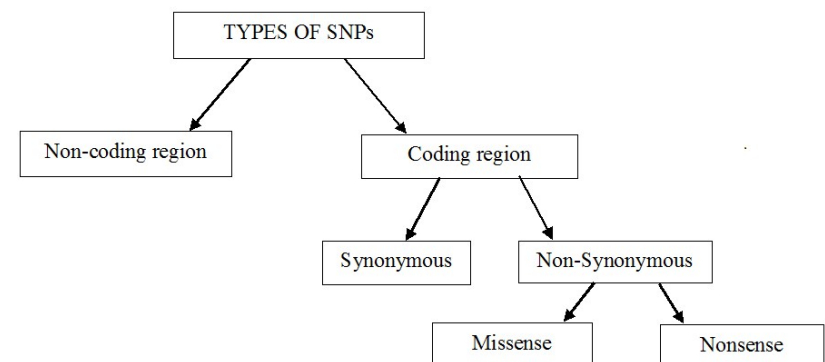 TYPES OF SNPs
Non-coding region
Coding region
Synonymous
Non-Synonymous
Missense
Nonsense